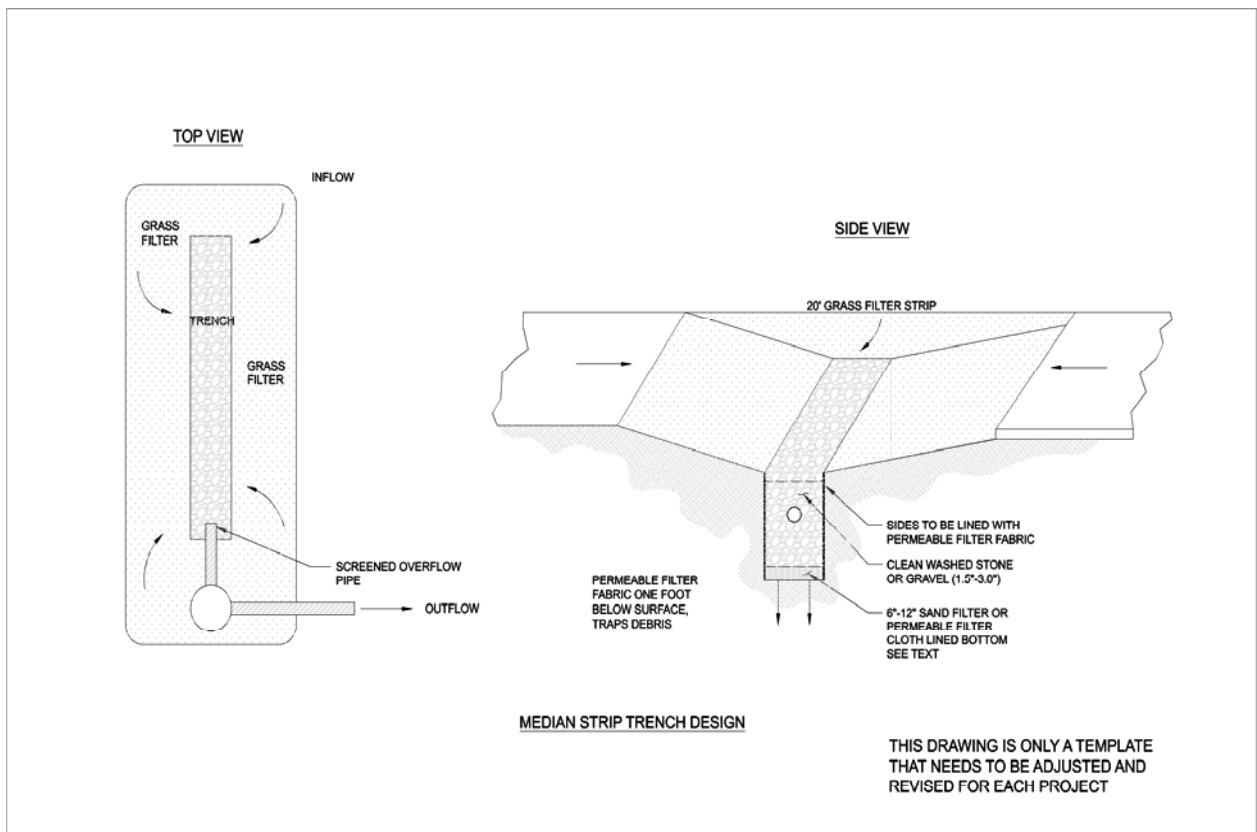 TOP VIEW
INFLOW
GRASS
FILTER
TRENCH
GRASS
FILTER
SCREENED OVERFLOW
PIPE
OUTFLOW
SIDE VIEW
20' GRASS FILTER STRIP
SIDES TO BE LINED WITH
PERMEABLE FILTER FABRIC
CLEAN WASHED STONE
OR GRAVEL (1.5"-3.0")
6"-12" SAND FILTER OR
PERMEABLE FILTER
CLOTH LINED BOTTOM
SEE TEXT
PERMEABLE FILTER
FABRIC ONE FOOT
BELOW SURFACE,
TRAPS DEBRIS
MEDIAN STRIP TRENCH DESIGN
THIS DRAWING IS ONLY A TEMPLATE
THAT NEEDS TO BE ADJUSTED AND
REVISED FOR EACH PROJECT